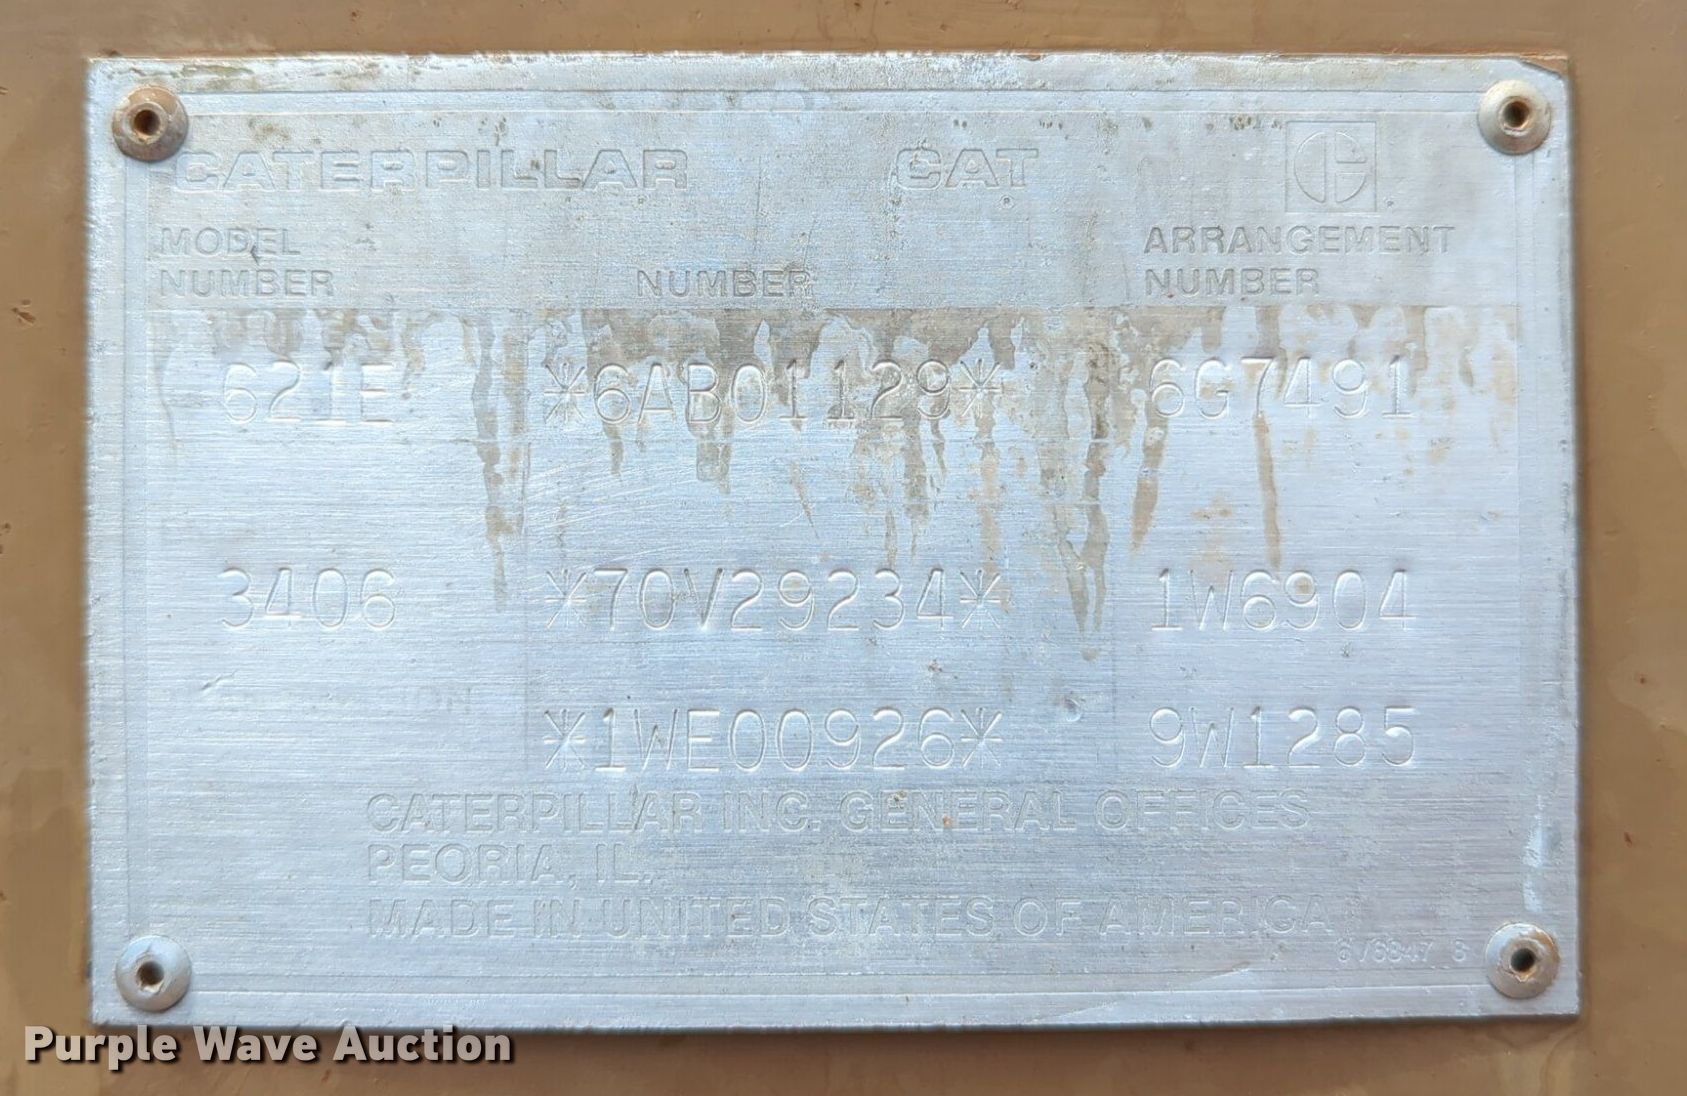 CATERPILLAR CAT
MODEL NUMBER NUMBER ARRANGEMENT NUMBER
621E *6AB01129* 6G7491
3406 *70V29234* 1W6904
*1WE00926* 9W1285
CATERPILLAR INC. GENERAL OFFICES
PEORIA, IL.
MADE IN UNITED STATES OF AMERICA
Purple Wave Auction